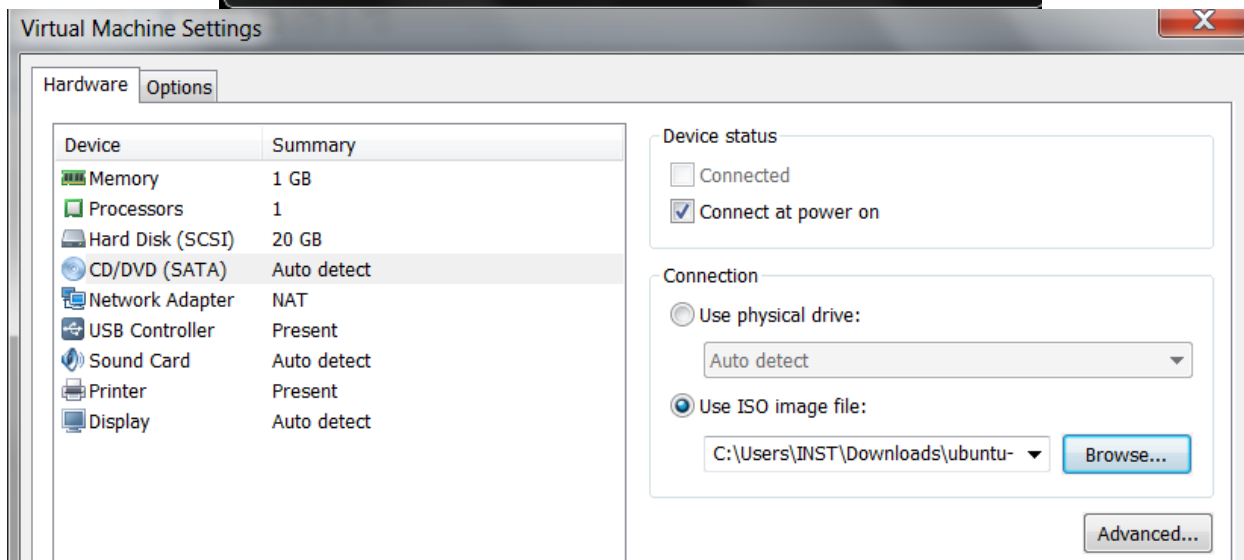 Virtual Machine Settings
Hardware Options
Device Summary
Memory 1 GB
Processors 1
Hard Disk (SCSI) 20 GB
CD/DVD (SATA) Auto detect
Network Adapter NAT
USB Controller Present
Sound Card Auto detect
Printer Present
Display Auto detect
Device status
Connected
Connect at power on
Connection
Use physical drive:
Auto detect
Use ISO image file:
C:\Users\INST\Downloads\ubuntu-
Browse...
Advanced...